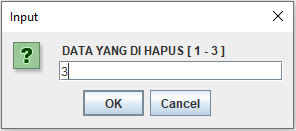 Input
DATA YANG DI HAPUS [ 1 - 3 ]
3
OK Cancel